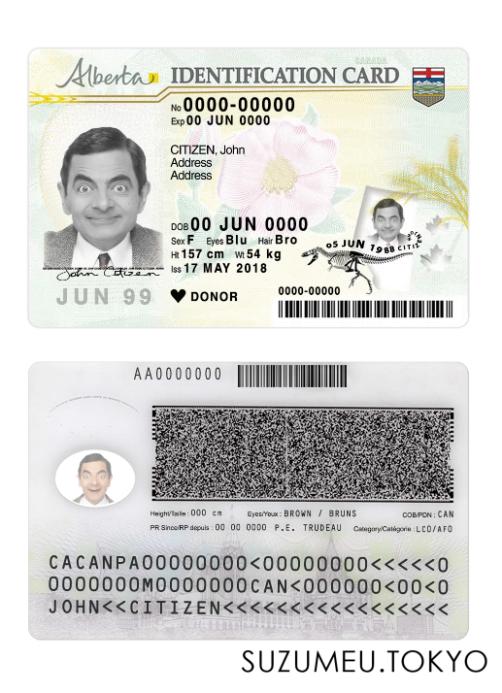 Alberta IDENTIFICATION CARD
CANADA
No 0000-00000
Exp 00 JUN 0000
CITIZEN, John
Address
Address
DOB 00 JUN 0000
Sex F Eyes Blu Hair Bro
Ht 157 cm Wt 54 kg
Iss 17 MAY 2018
05 JUN 1988 CITIS
John Citizen
JUN 99
DONOR
0000-00000
AA0000000
Height/Taille : 000 cm Eyes/Yeux : BROWN / BRUNS COB/PDN : CAN
PR Since/RP depuis : 00 00 0000 P.E. TRUDEAU Category/Catégorie : LCO/AFO
CACANPA00000000<00000000<<<<<0
0000000M0000000CAN<000000<00<0
JOHN<<CITIZEN<<<<<<<<<<<<<<<<<
SUZUMEU.TOKYO